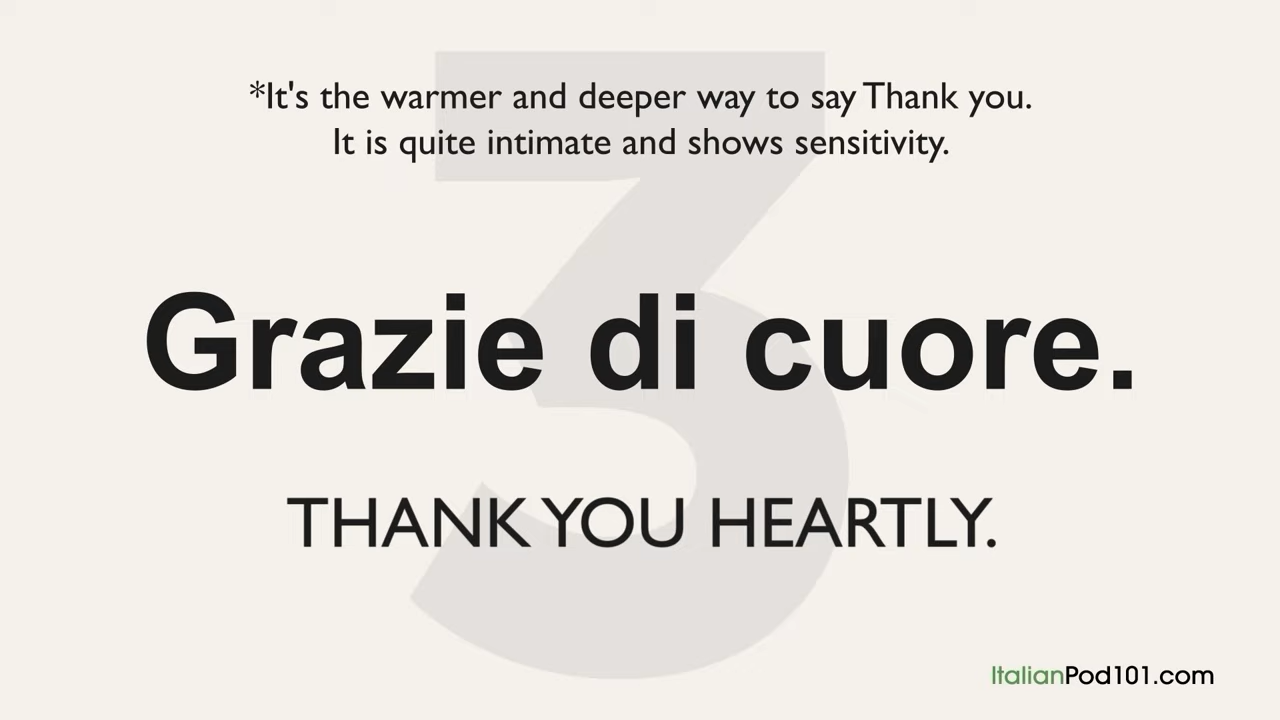 *It's the warmer and deeper way to say Thank you.
It is quite intimate and shows sensitivity.
3
Grazie di cuore.
THANK YOU HEARTLY.
ItalianPod101.com